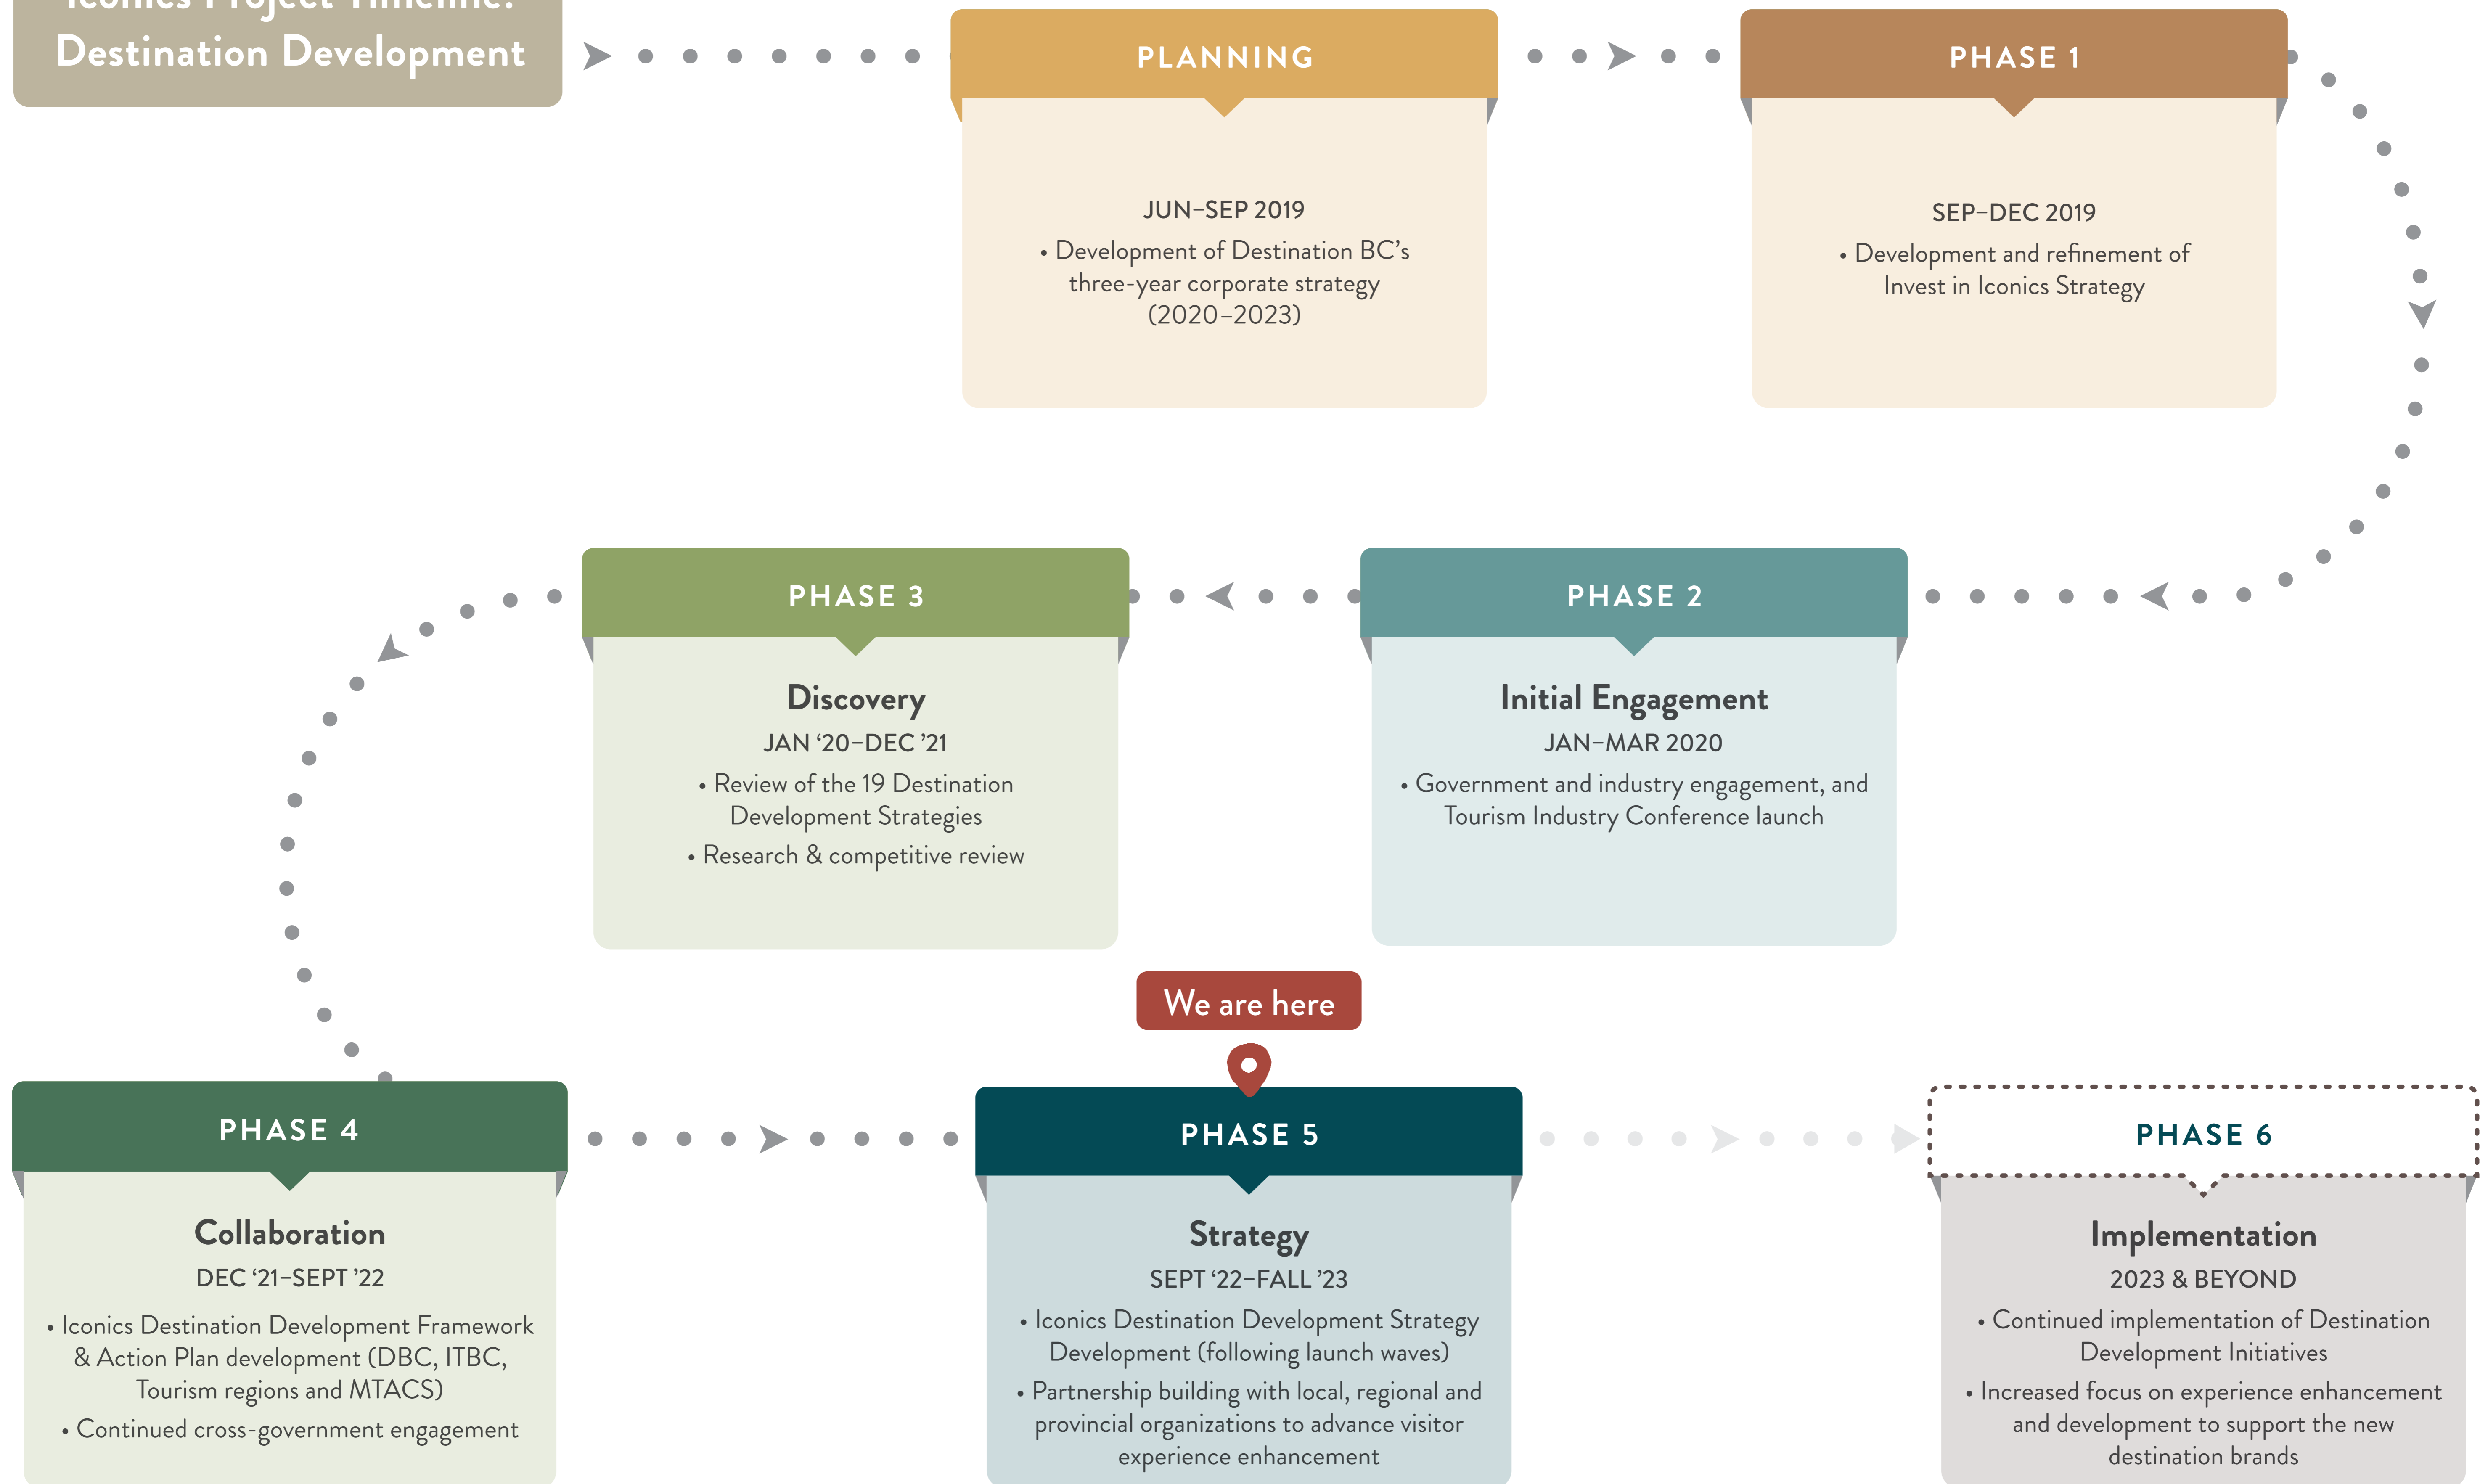 Iconics Project Timeline:
Destination Development
PLANNING
JUN–SEP 2019
• Development of Destination BC’s
three-year corporate strategy
(2020–2023)
PHASE 1
SEP–DEC 2019
• Development and refinement of
Invest in Iconics Strategy
PHASE 2
Initial Engagement
JAN–MAR 2020
• Government and industry engagement, and
Tourism Industry Conference launch
PHASE 3
Discovery
JAN ‘20–DEC ’21
• Review of the 19 Destination
Development Strategies
• Research & competitive review
PHASE 4
Collaboration
DEC ‘21–SEPT ’22
• Iconics Destination Development Framework
& Action Plan development (DBC, ITBC,
Tourism regions and MTACS)
• Continued cross-government engagement
We are here
PHASE 5
Strategy
SEPT ‘22–FALL ’23
• Iconics Destination Development Strategy
Development (following launch waves)
• Partnership building with local, regional and
provincial organizations to advance visitor
experience enhancement
PHASE 6
Implementation
2023 & BEYOND
• Continued implementation of Destination
Development Initiatives
• Increased focus on experience enhancement
and development to support the new
destination brands